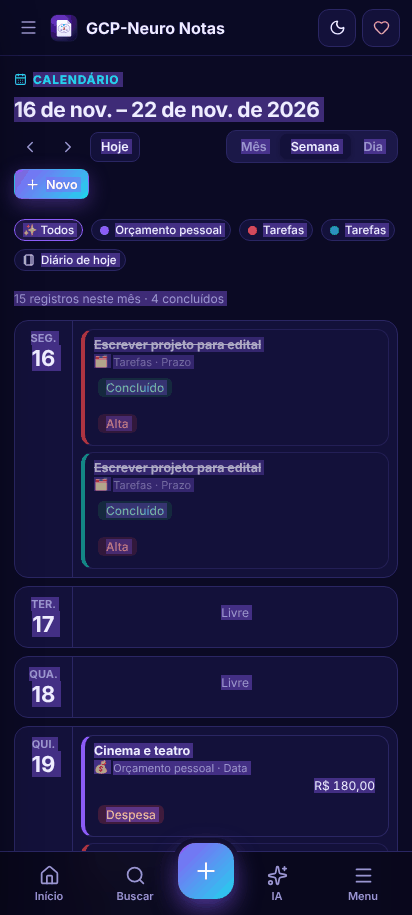 GCP-Neuro Notas
CALENDÁRIO
16 de nov. – 22 de nov. de 2026
Hoje
Mês Semana Dia
+ Novo
✨ Todos Orçamento pessoal Tarefas Tarefas
Diário de hoje
15 registros neste mês · 4 concluídos
SEG.
16
Escrever projeto para edital
Tarefas · Prazo
Concluído
Alta
Escrever projeto para edital
Tarefas · Prazo
Concluído
Alta
TER.
17
Livre
QUA.
18
Livre
QUI.
19
Cinema e teatro
Orçamento pessoal · Data
R$ 180,00
Despesa
Início Buscar + IA Menu